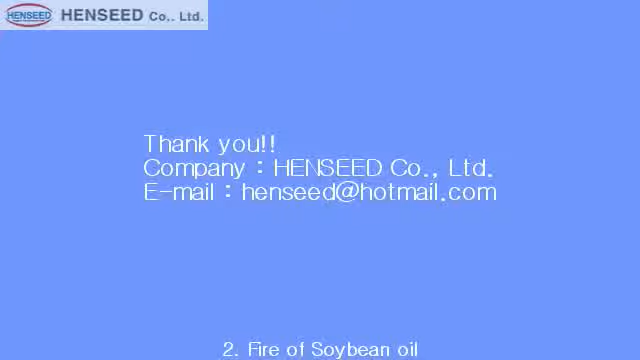 HENSEED HENSEED Co,. Ltd.
Thank you!!
Company : HENSEED Co., Ltd.
E-mail : henseed@hotmail.com
2. Fire of Soybean oil